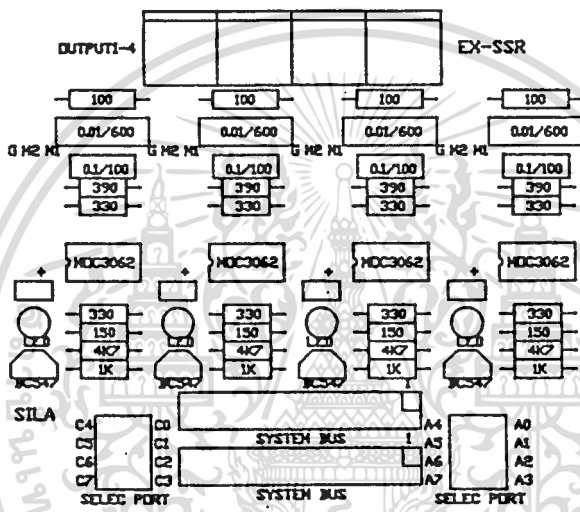 OUTPUT1-4 EX-SSR
100 100 100 100
0.01/600 0.01/600 0.01/600 0.01/600
G M2 M1 G M2 M1 G M2 M1
0.1/100 0.1/100 0.1/100 0.1/100
390 390 390 390
330 330 330 330
+ + + +
MOC3062 MOC3062 MOC3062 MOC3062
330 330 330 330
150 150 150 150
4K7 4K7 4K7 4K7
1K 1K 1K 1K
BC547 BC547 BC547 BC547
1
SILA
C4 C0 A4 A0
SYSTEM BUS 1
C5 C1 A5 A1
C6 C2 A6 A2
C7 C3 A7 A3
SELEC PORT SYSTEM BUS SELEC PORT